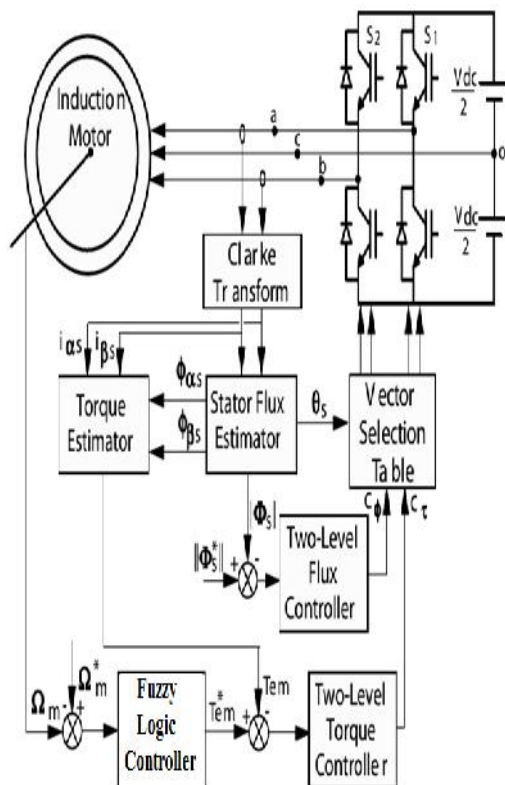 S2
S1
Vdc
2
Induction
Motor
a
c
b
o
Vdc
2
Clarke
Transform
iαs
iβs
Torque
Estimator
ϕαs
ϕβs
Stator Flux
Estimator
θs
Vector
Selection
Table
cϕ
cτ
|Φs|
||Φs*||
+
-
Two-Level
Flux
Controller
Ωm
-
Ωm*
+
Fuzzy
Logic
Controller
Tem*
+
Tem
-
Two-Level
Torque
Controller